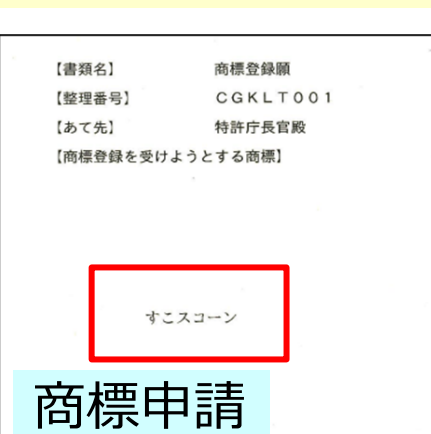 【書類名】 商標登録願
【整理番号】 CGKLT001
【あて先】 特許庁長官殿
【商標登録を受けようとする商標】
すこスコーン
商標申請